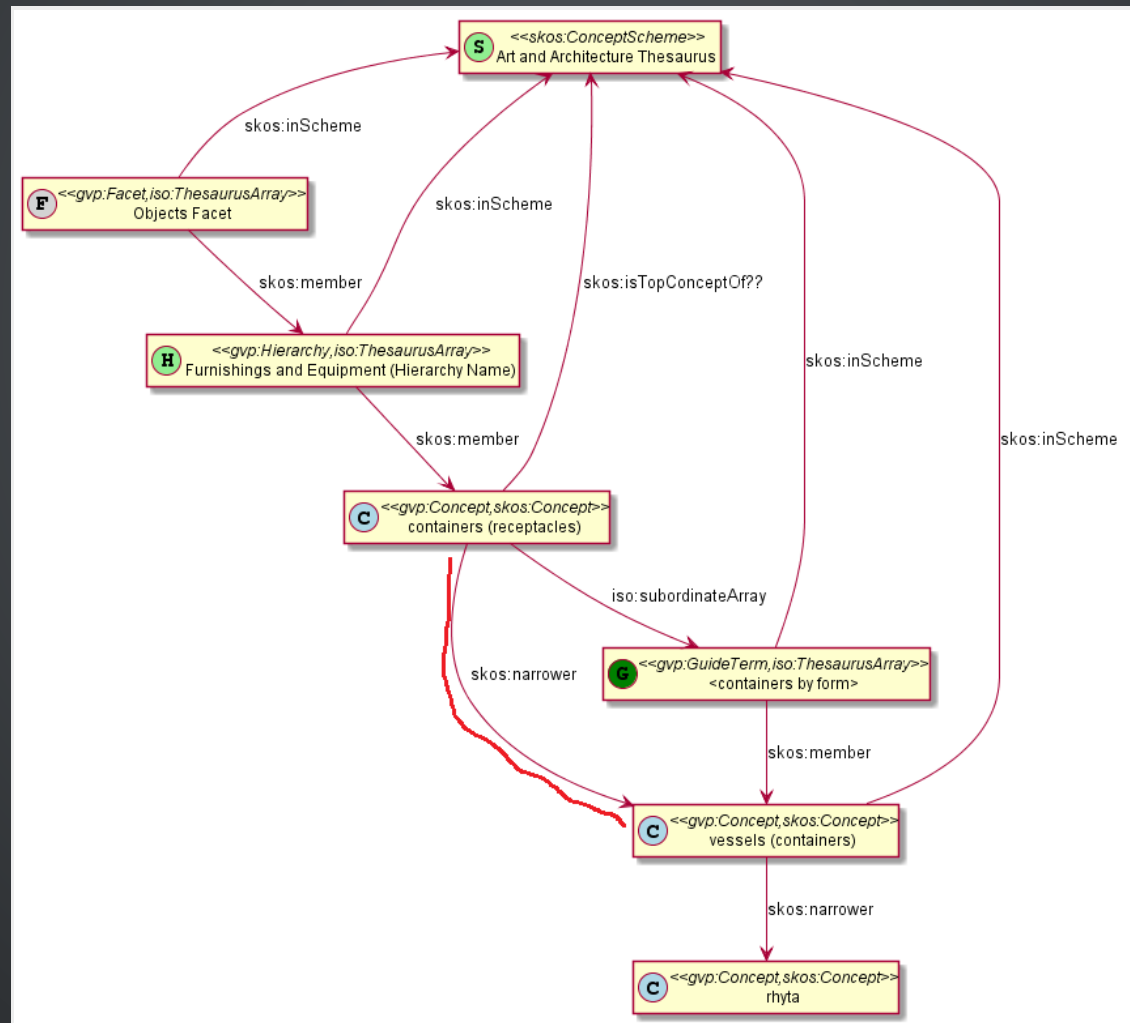 S
<<skos:ConceptScheme>>
Art and Architecture Thesaurus
skos:inScheme
F
<<gvp:Facet,iso:ThesaurusArray>>
Objects Facet
skos:inScheme
skos:member
skos:isTopConceptOf??
H
<<gvp:Hierarchy,iso:ThesaurusArray>>
Furnishings and Equipment (Hierarchy Name)
skos:inScheme
skos:member
skos:inScheme
C
<<gvp:Concept,skos:Concept>>
containers (receptacles)
iso:subordinateArray
skos:narrower
G
<<gvp:GuideTerm,iso:ThesaurusArray>>
<containers by form>
skos:member
C
<<gvp:Concept,skos:Concept>>
vessels (containers)
skos:narrower
C
<<gvp:Concept,skos:Concept>>
rhyta